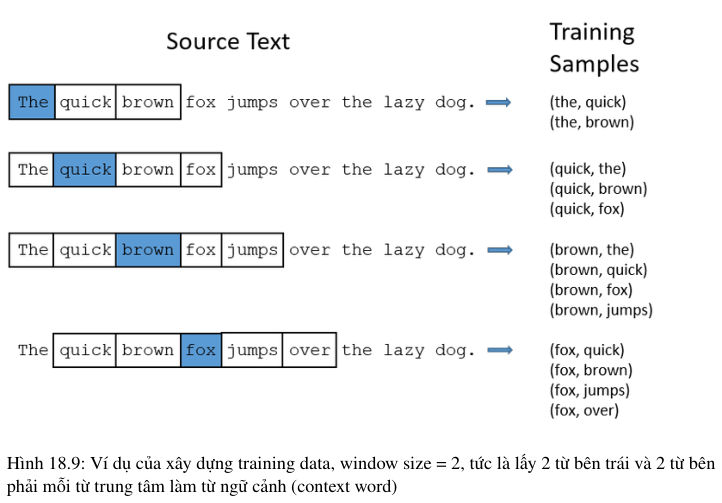 Source Text
Training
Samples
The quick brown fox jumps over the lazy dog.
(the, quick)
(the, brown)
The quick brown fox jumps over the lazy dog.
(quick, the)
(quick, brown)
(quick, fox)
The quick brown fox jumps over the lazy dog.
(brown, the)
(brown, quick)
(brown, fox)
(brown, jumps)
The quick brown fox jumps over the lazy dog.
(fox, quick)
(fox, brown)
(fox, jumps)
(fox, over)
Hình 18.9: Ví dụ của xây dựng training data, window size = 2, tức là lấy 2 từ bên trái và 2 từ bên
phải mỗi từ trung tâm làm từ ngữ cảnh (context word)